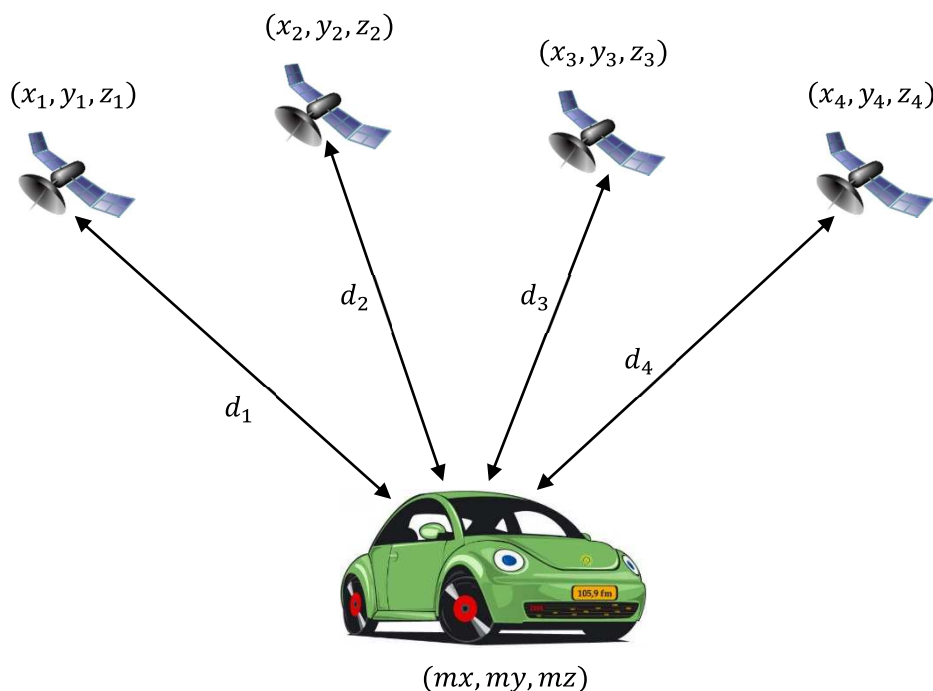 (x₂, y₂, z₂)
(x₃, y₃, z₃)
(x₁, y₁, z₁)
(x₄, y₄, z₄)
d₂
d₃
d₄
d₁
105,9 fm
(mx, my, mz)